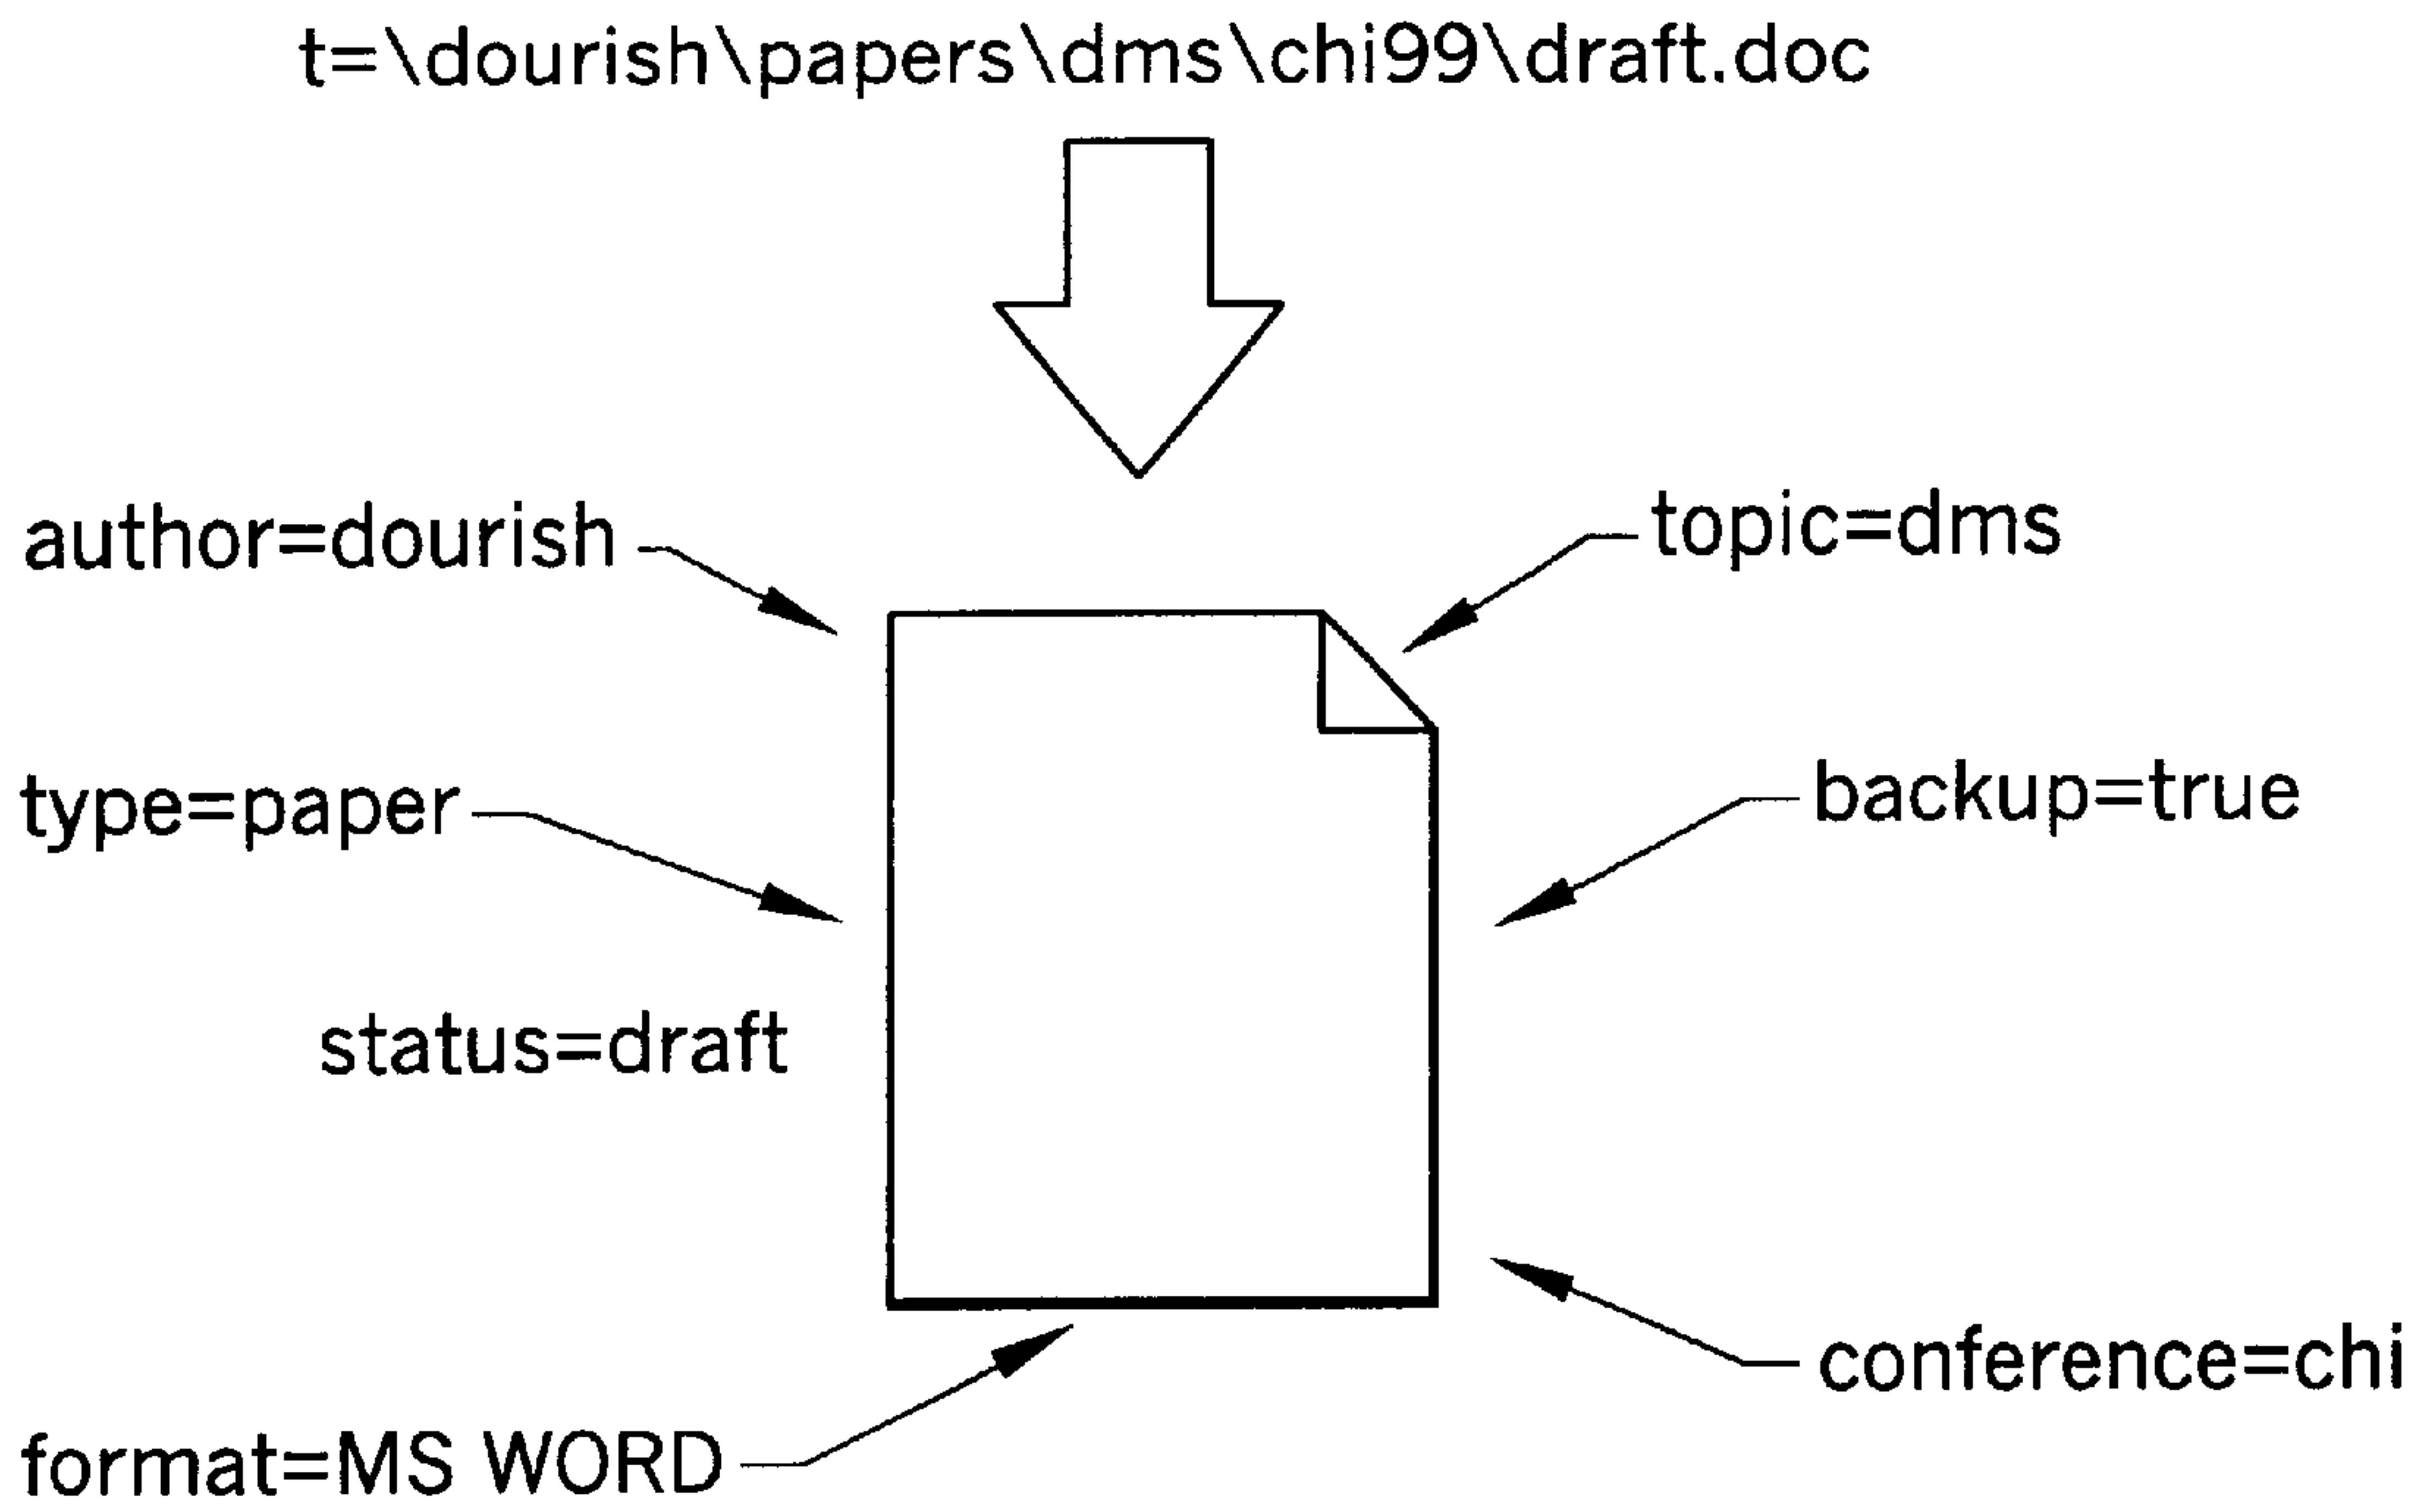 t=\dourish\papers\dms\chi99\draft.doc
author=dourish
topic=dms
type=paper
backup=true
status=draft
conference=chi
format=MS WORD